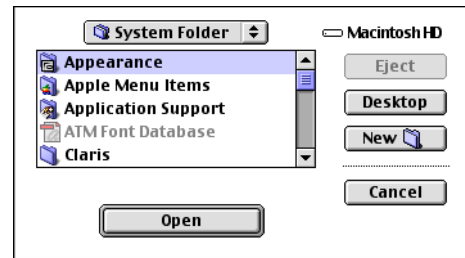 System Folder
Macintosh HD
Appearance
Apple Menu Items
Application Support
ATM Font Database
Claris
Eject
Desktop
New
Cancel
Open